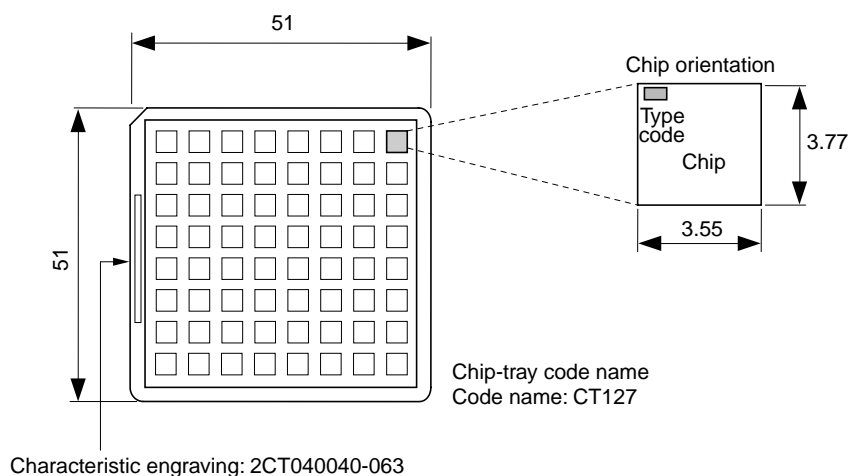 51
Chip orientation
Type
code
Chip
3.77
3.55
51
Chip-tray code name
Code name: CT127
Characteristic engraving: 2CT040040-063